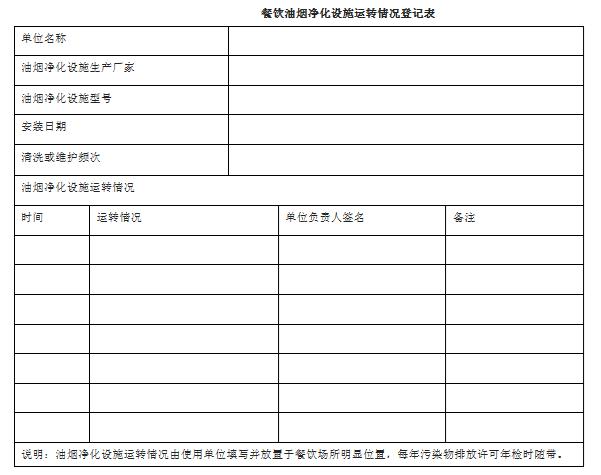 餐饮油烟净化设施运转情况登记表
单位名称
油烟净化设施生产厂家
油烟净化设施型号
安装日期
清洗或维护频次
油烟净化设施运转情况
时间 运转情况 单位负责人签名 备注
说明：油烟净化设施运转情况由使用单位填写并放置于餐饮场所明显位置，每年污染物排放许可年检时随带。